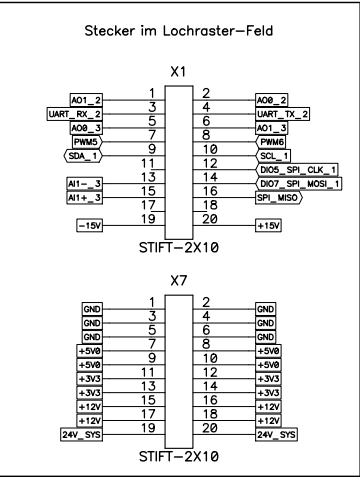 Stecker im Lochraster-Feld
X1
AO1_2 1 2 AO0_2
UART_RX_2 3 4 UART_TX_2
AO0_3 5 6 AO1_3
PWM5 7 8 PWM6
SDA_1 9 10 SCL_1
11 12 DIO5_SPI_CLK_1
AI1-_3 13 14 DIO7_SPI_MOSI_1
AI1+_3 15 16 SPI_MISO
17 18
-15V 19 20 +15V
STIFT-2X10
X7
GND 1 2 GND
GND 3 4 GND
GND 5 6 GND
+5V0 7 8 +5V0
+5V0 9 10 +5V0
+3V3 11 12 +3V3
+3V3 13 14 +3V3
+12V 15 16 +12V
+12V 17 18 +12V
24V_SYS 19 20 24V_SYS
STIFT-2X10